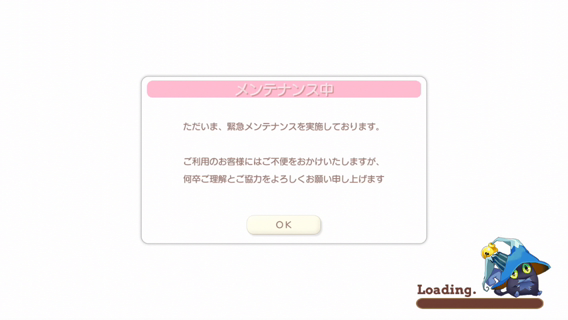 メンテナンス中
ただいま、緊急メンテナンスを実施しております。
ご利用のお客様にはご不便をおかけいたしますが、
何卒ご理解とご協力をよろしくお願い申し上げます
OK
Loading.